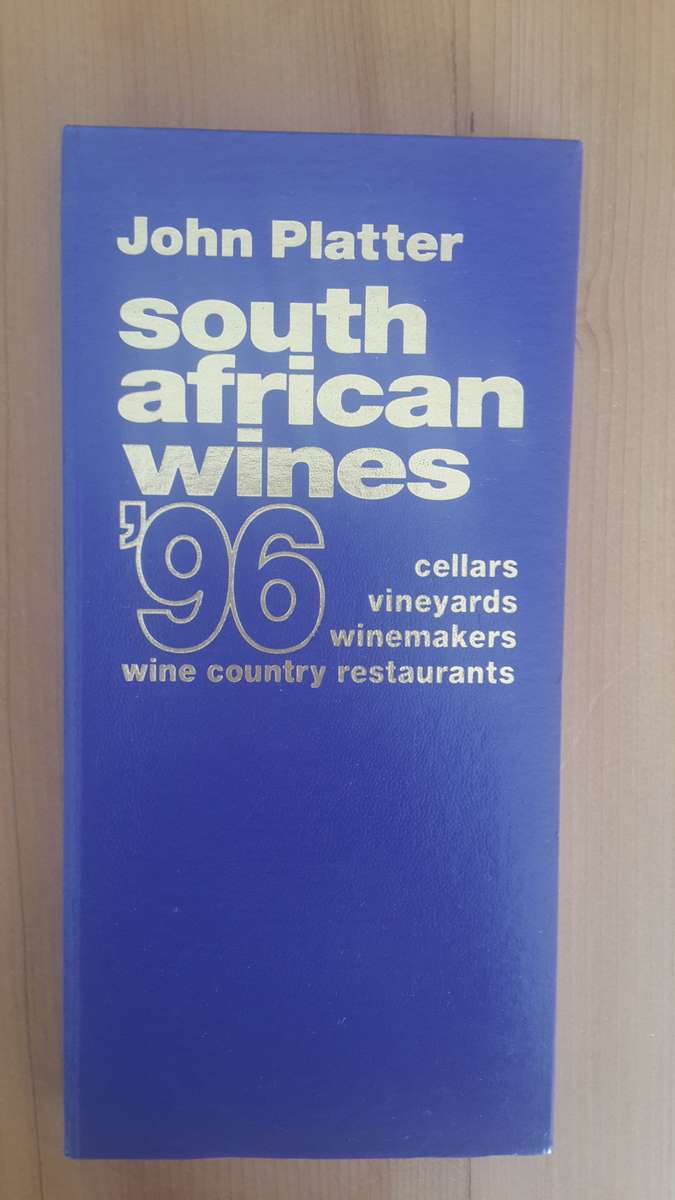 John Platter
south
african
wines
'96
cellars
vineyards
winemakers
wine country restaurants